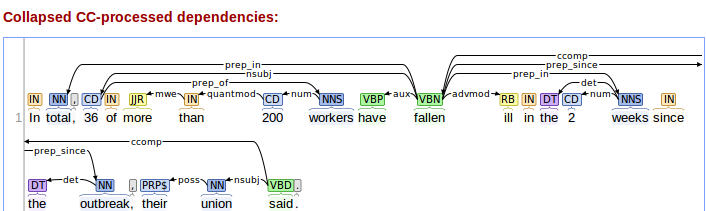 Collapsed CC-processed dependencies:
ccomp
prep_in prep_since
nsubj prep_in
prep_of det
mwe quantmod num aux advmod num
IN NN , CD IN JJR IN CD NNS VBP VBN RB IN DT CD NNS IN
1 In total, 36 of more than 200 workers have fallen ill in the 2 weeks since
ccomp
prep_since
det poss nsubj
DT NN , PRP$ NN VBD .
the outbreak, their union said.